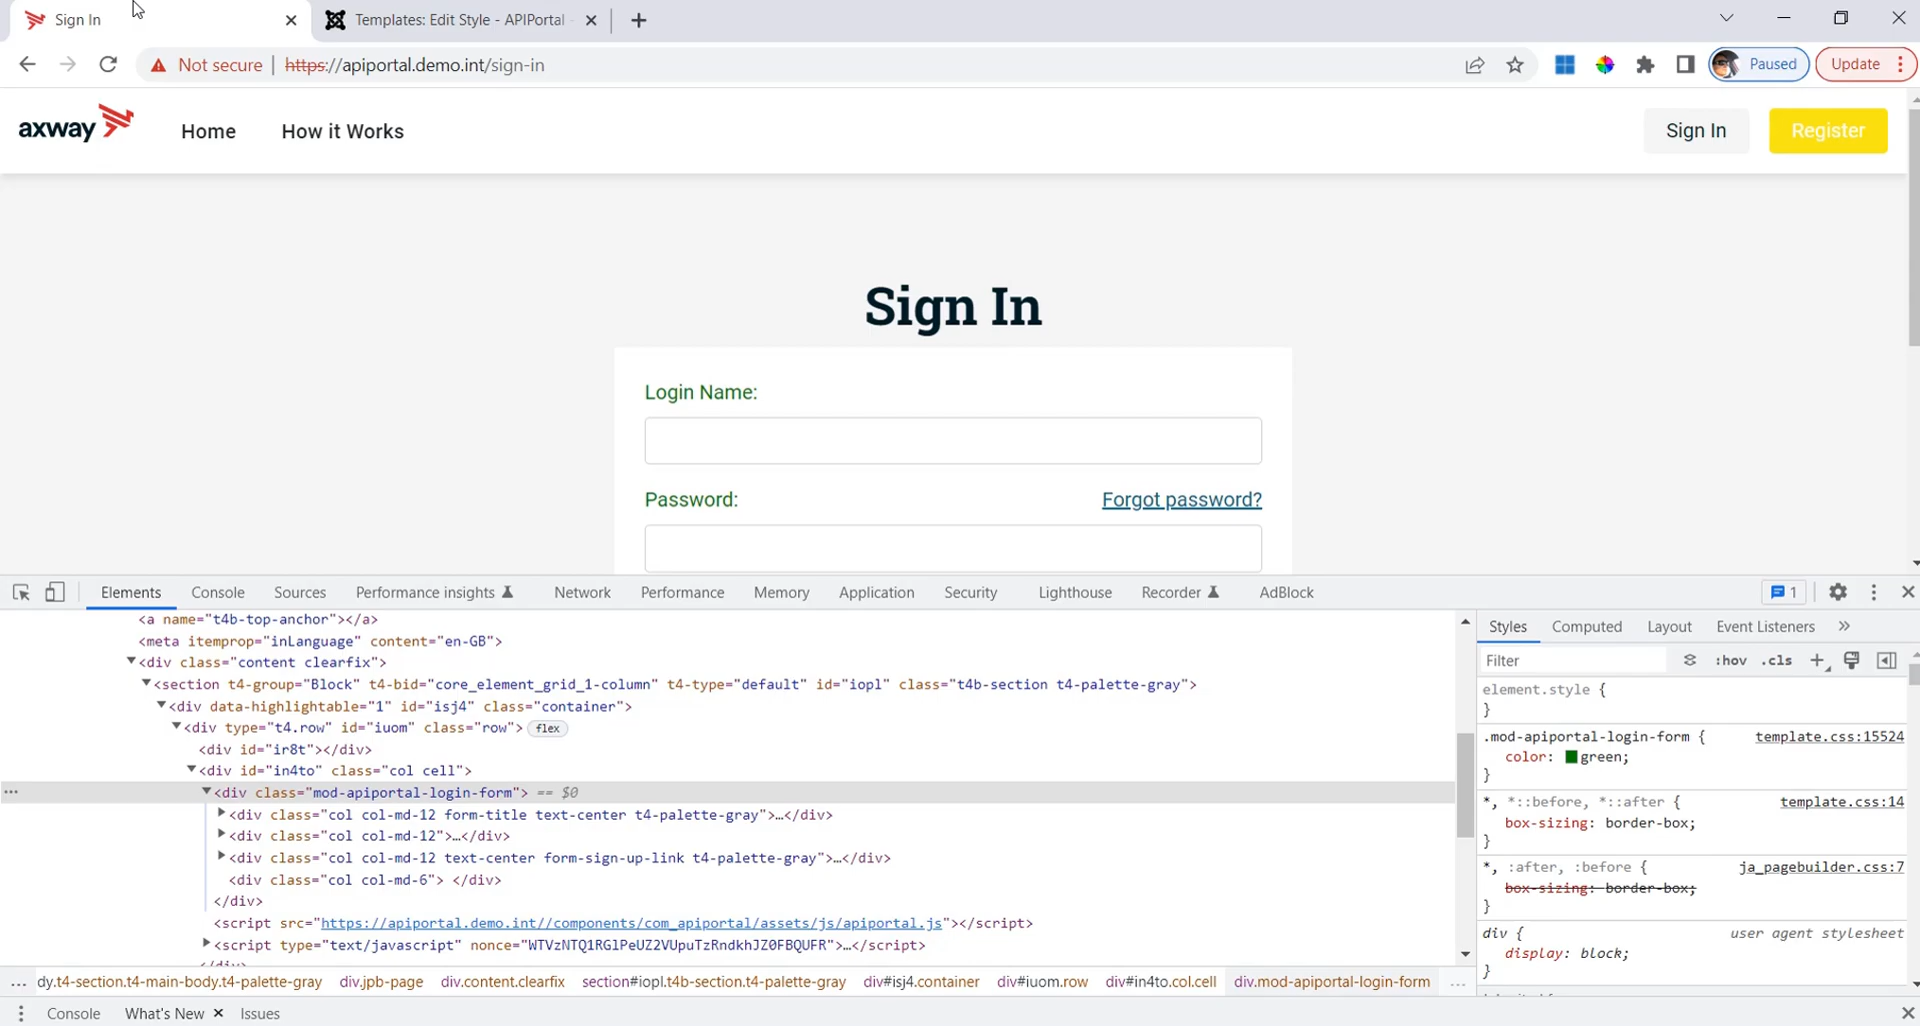 Sign In
Templates: Edit Style - APIPortal
Not secure
https://apiportal.demo.int/sign-in
Paused
Update
axway
Home
How it Works
Sign In
Register
Sign In
Login Name:
Password:
Forgot password?
Elements
Console
Sources
Performance insights
Network
Performance
Memory
Application
Security
Lighthouse
Recorder
AdBlock
1
<a name="t4b-top-anchor"></a>
<meta itemprop="inLanguage" content="en-GB">
<div class="content clearfix">
<section t4-group="Block" t4-bid="core_element_grid_1-column" t4-type="default" id="iopl" class="t4b-section t4-palette-gray">
<div data-highlightable="1" id="isj4" class="container">
<div type="t4.row" id="iuom" class="row"> flex
<div id="ir8t"></div>
<div id="in4to" class="col cell">
... <div class="mod-apiportal-login-form"> == $0
<div class="col col-md-12 form-title text-center t4-palette-gray">…</div>
<div class="col col-md-12">…</div>
<div class="col col-md-12 text-center form-sign-up-link t4-palette-gray">…</div>
<div class="col col-md-6"> </div>
</div>
<script src="https://apiportal.demo.int//components/com_apiportal/assets/js/apiportal.js"></script>
<script type="text/javascript" nonce="WTVzNTQ1RGlPeUZ2VUpuTzRndkhJZ0FBQUFR">…</script>
</div>
... dy.t4-section.t4-main-body.t4-palette-gray
div.jpb-page
div.content.clearfix
section#iopl.t4b-section.t4-palette-gray
div#isj4.container
div#iuom.row
div#in4to.col.cell
div.mod-apiportal-login-form
...
Styles
Computed
Layout
Event Listeners
»
Filter
:hov
.cls
element.style {
}
.mod-apiportal-login-form {
template.css:15524
color: green;
}
*, *::before, *::after {
template.css:14
box-sizing: border-box;
}
*, :after, :before {
ja_pagebuilder.css:7
box-sizing: border-box;
}
div {
user agent stylesheet
display: block;
}
Console
What's New
Issues